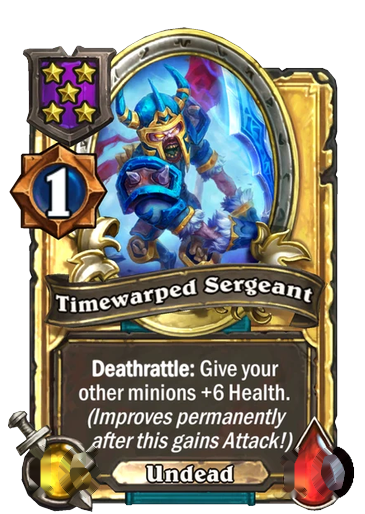 1
Timewarped Sergeant
Deathrattle: Give your
other minions +6 Health.
(Improves permanently
after this gains Attack!)
Undead